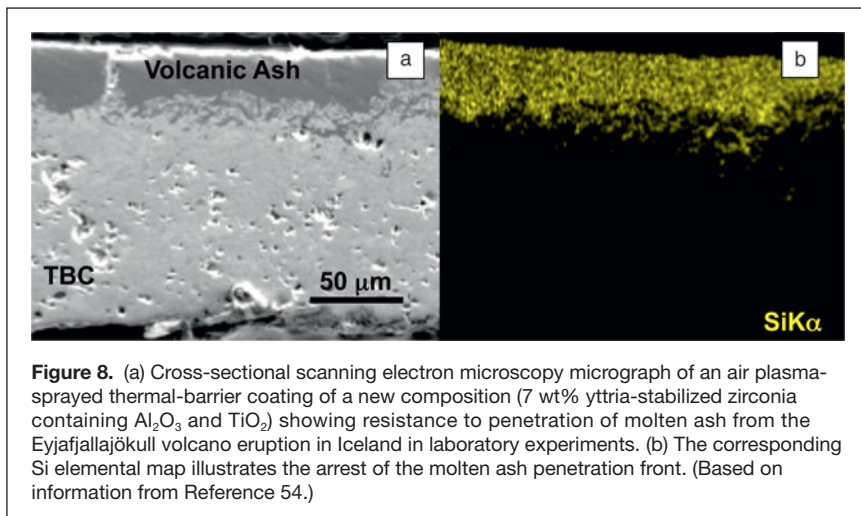 Volcanic Ash
a
TBC
50 μm
b
SiKα
Figure 8. (a) Cross-sectional scanning electron microscopy micrograph of an air plasma-
sprayed thermal-barrier coating of a new composition (7 wt% yttria-stabilized zirconia
containing Al₂O₃ and TiO₂) showing resistance to penetration of molten ash from the
Eyjafjallajökull volcano eruption in Iceland in laboratory experiments. (b) The corresponding
Si elemental map illustrates the arrest of the molten ash penetration front. (Based on
information from Reference 54.)